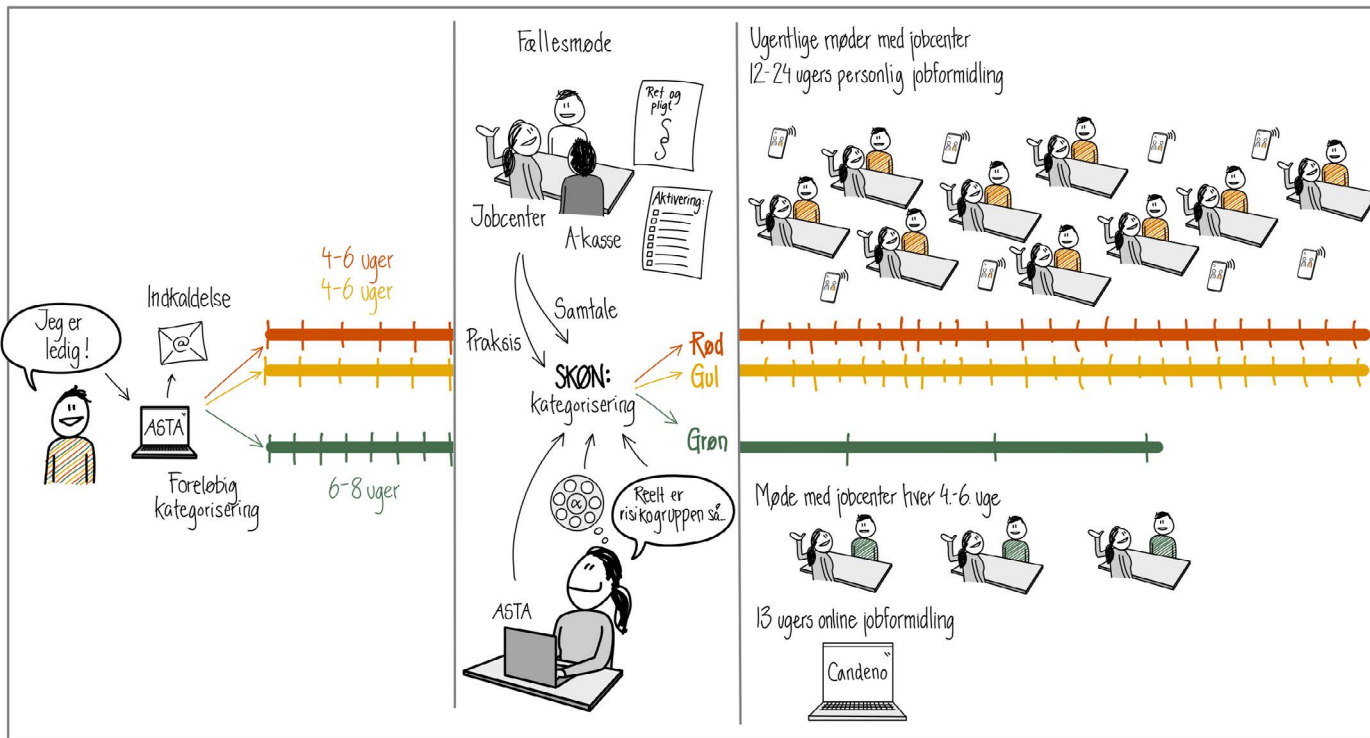 Jeg er
ledig!
Indkaldelse
@
ASTA
Foreløbig
kategorisering
4-6 uger
4-6 uger
6-8 uger
Fællesmøde
Ret og
pligt
§
Aktivering:
Jobcenter
A-kasse
Samtale
Praksis
SKØN:
kategorisering
Rød
Gul
Grøn
α
Reelt er
risikogruppen så...
ASTA
Ugentlige møder med jobcenter
12-24 ugers personlig jobformidling
Møde med jobcenter hver 4.-6. uge
13 ugers online jobformidling
Candeno